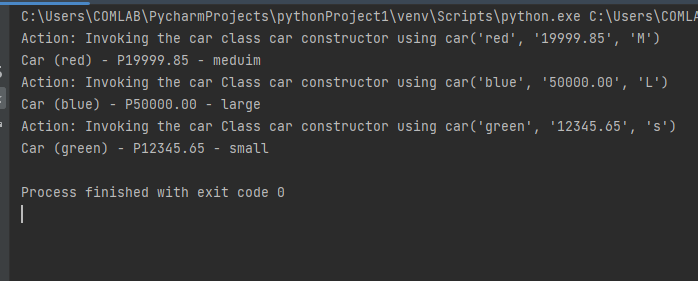 C:\Users\COMLAB\PycharmProjects\pythonProject1\venv\Scripts\python.exe C:\Users\COMLA
Action: Invoking the car class car constructor using car('red', '19999.85', 'M')
Car (red) - P19999.85 - meduim
Action: Invoking the car Class car constructor using car('blue', '50000.00', 'L')
Car (blue) - P50000.00 - large
Action: Invoking the car Class car constructor using car('green', '12345.65', 's')
Car (green) - P12345.65 - small
Process finished with exit code 0